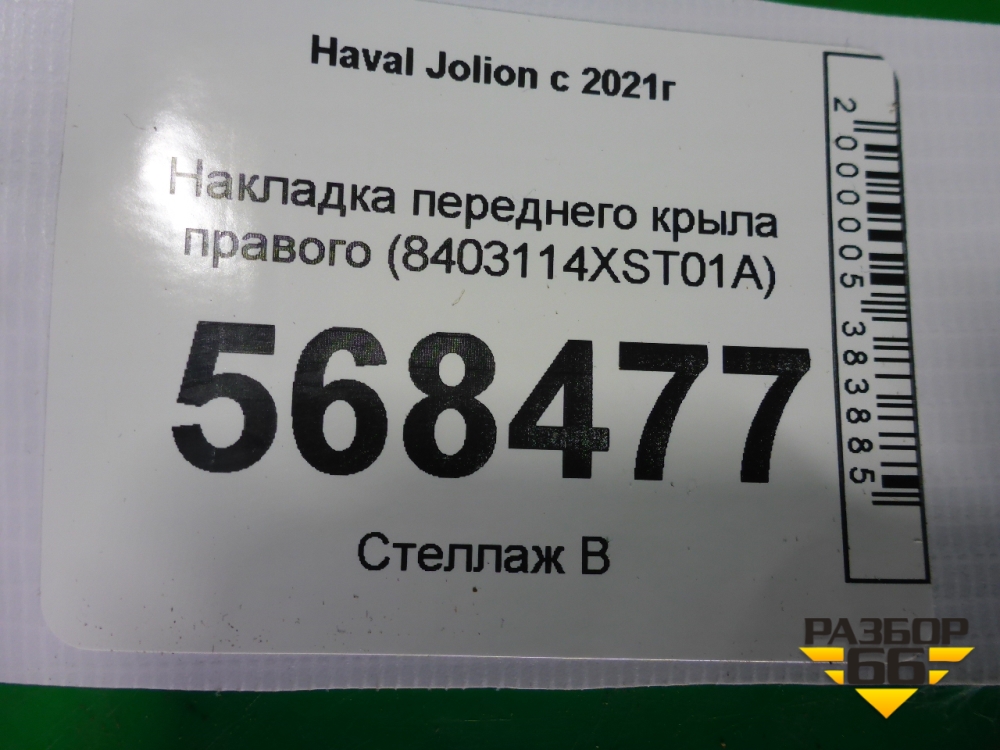 Haval Jolion с 2021г
Накладка переднего крыла
правого (8403114XST01A)
568477
Стеллаж В
2000005383885
РАЗБОР
66